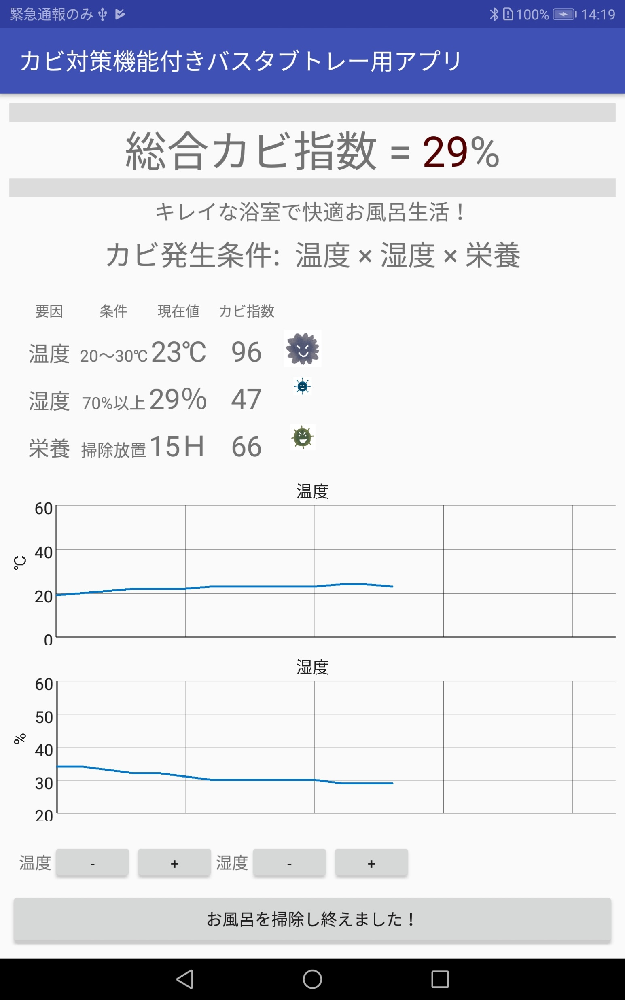 緊急通報のみ 100% 14:19
カビ対策機能付きバスタブトレー用アプリ
総合カビ指数 = 29%
キレイな浴室で快適お風呂生活！
カビ発生条件: 温度 × 湿度 × 栄養
要因 条件 現在値 カビ指数
温度 20〜30℃ 23℃ 96
湿度 70%以上 29% 47
栄養 掃除放置 15H 66
温度
60
40
℃
20
0
湿度
60
50
%
40
30
20
温度 - + 湿度 - +
お風呂を掃除し終えました！